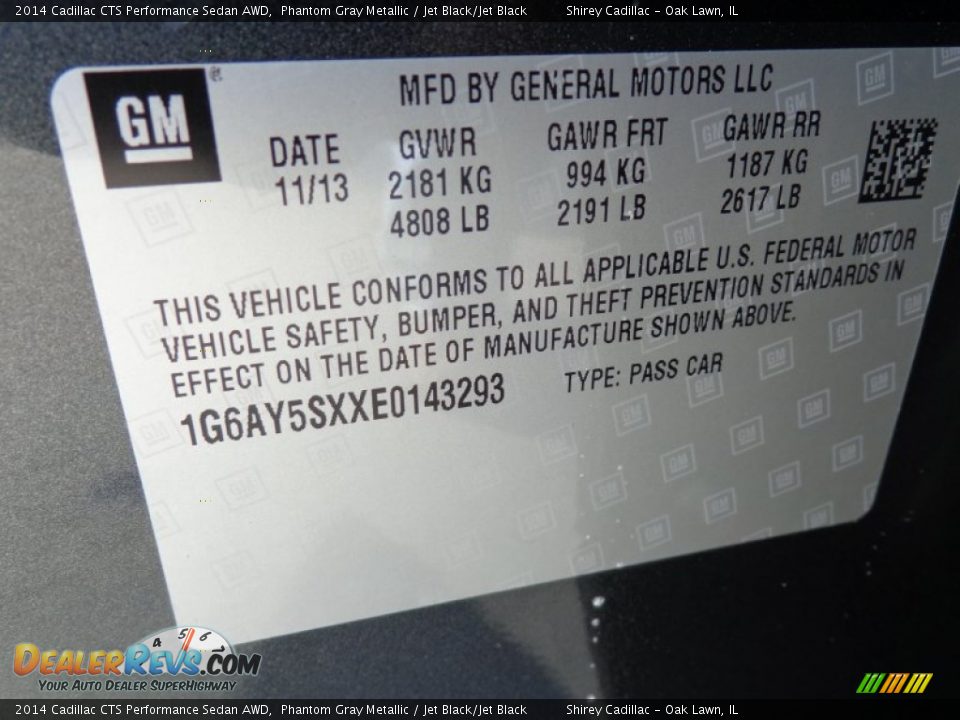 2014 Cadillac CTS Performance Sedan AWD,  Phantom Gray Metallic / Jet Black/Jet Black          Shirey Cadillac - Oak Lawn, IL
GM®
MFD BY GENERAL MOTORS LLC
DATE GVWR GAWR FRT GAWR RR
11/13 2181 KG 994 KG 1187 KG
4808 LB 2191 LB 2617 LB
THIS VEHICLE CONFORMS TO ALL APPLICABLE U.S. FEDERAL MOTOR
VEHICLE SAFETY, BUMPER, AND THEFT PREVENTION STANDARDS IN
EFFECT ON THE DATE OF MANUFACTURE SHOWN ABOVE.
1G6AY5SXXE0143293 TYPE: PASS CAR
4 5 6
DealerRevs.com
Your Auto Dealer SuperHighway
2014 Cadillac CTS Performance Sedan AWD,  Phantom Gray Metallic / Jet Black/Jet Black          Shirey Cadillac - Oak Lawn, IL